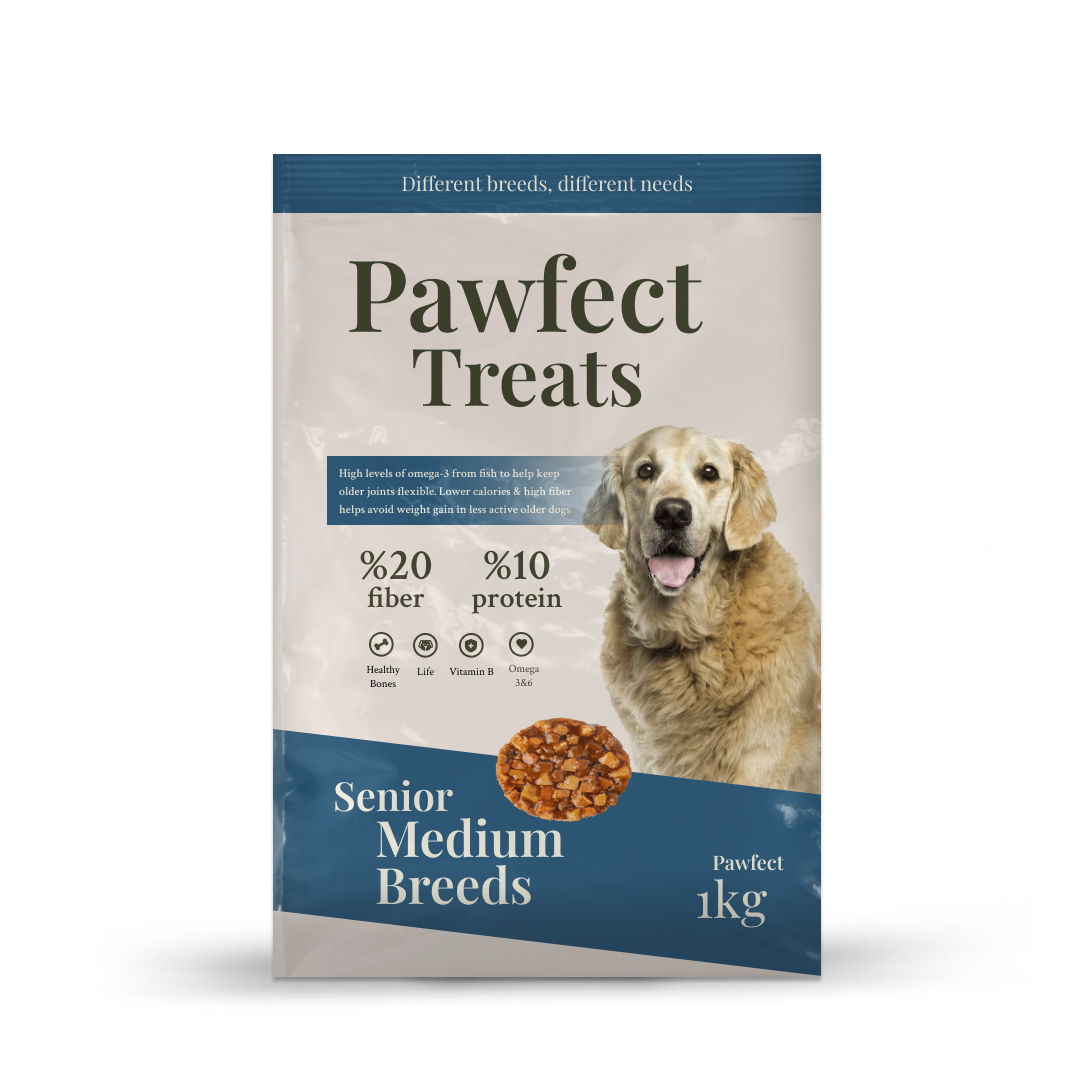 Different breeds, different needs
Pawfect
Treats
High levels of omega-3 from fish to help keep
older joints flexible. Lower calories & high fiber
helps avoid weight gain in less active older dogs
%20
fiber
%10
protein
Healthy
Bones
Life
Vitamin B
Omega
3&6
Senior
Medium
Breeds
Pawfect
1kg